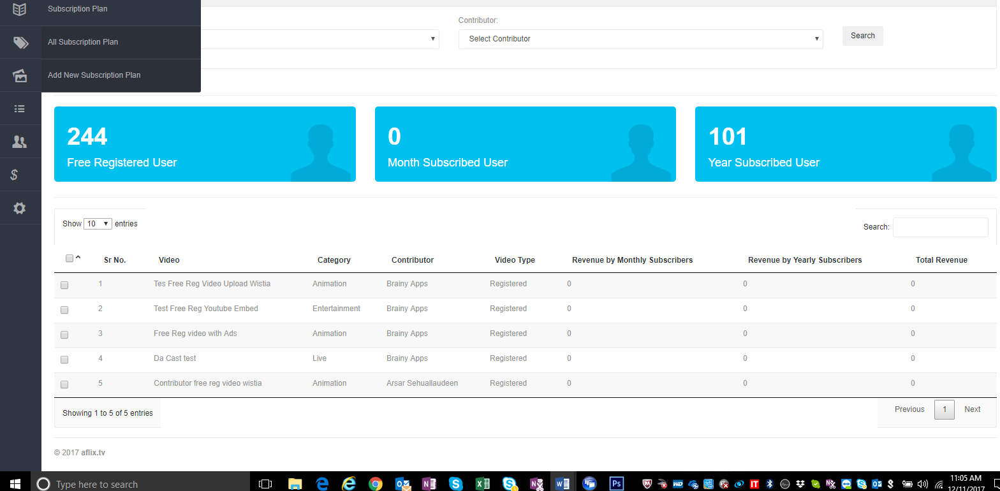 Subscription Plan
All Subscription Plan
Add New Subscription Plan
Contributor:
Select Contributor
Search
$
244
Free Registered User
0
Month Subscribed User
101
Year Subscribed User
Show 10 entries
Search:
Sr No. Video Category Contributor Video Type Revenue by Monthly Subscribers Revenue by Yearly Subscribers Total Revenue
1 Tes Free Reg Video Upload Wistia Animation Brainy Apps Registered 0 0 0
2 Test Free Reg Youtube Embed Entertainment Brainy Apps Registered 0 0 0
3 Free Reg video with Ads Animation Brainy Apps Registered 0 0 0
4 Da Cast test Live Brainy Apps Registered 0 0 0
5 Contributor free reg video wistia Animation Arsar Sehuallaudeen Registered 0 0 0
Showing 1 to 5 of 5 entries
Previous 1 Next
© 2017 aflix.tv
Type here to search
Ps
WD
IT
11:05 AM
12/11/2017